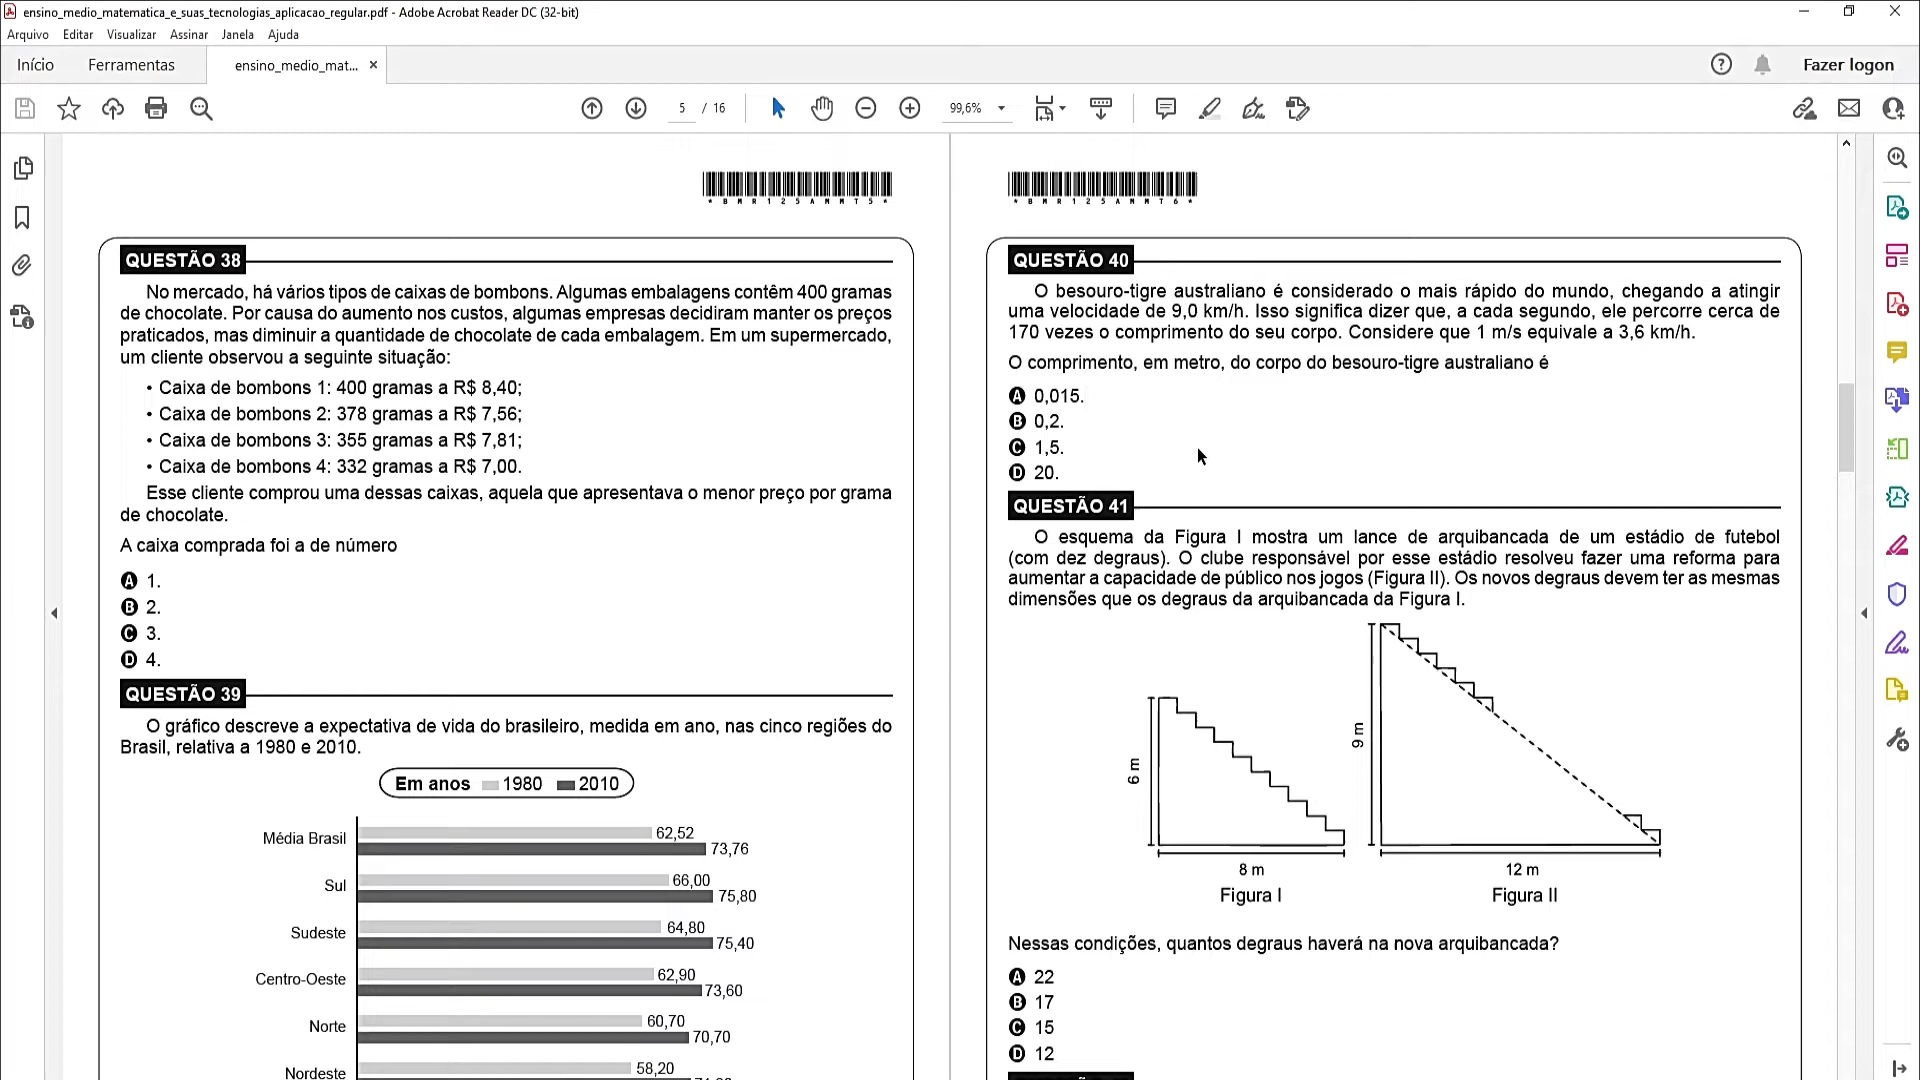 ensino_medio_matematica_e_suas_tecnologias_aplicacao_regular.pdf - Adobe Acrobat Reader DC (32-bit)
Arquivo Editar Visualizar Assinar Janela Ajuda
Início Ferramentas ensino_medio_mat... × Fazer logon
5 / 16 99,6%
*BMR125AMMT5*
QUESTÃO 38
No mercado, há vários tipos de caixas de bombons. Algumas embalagens contêm 400 gramas
de chocolate. Por causa do aumento nos custos, algumas empresas decidiram manter os preços
praticados, mas diminuir a quantidade de chocolate de cada embalagem. Em um supermercado,
um cliente observou a seguinte situação:
• Caixa de bombons 1: 400 gramas a R$ 8,40;
• Caixa de bombons 2: 378 gramas a R$ 7,56;
• Caixa de bombons 3: 355 gramas a R$ 7,81;
• Caixa de bombons 4: 332 gramas a R$ 7,00.
Esse cliente comprou uma dessas caixas, aquela que apresentava o menor preço por grama
de chocolate.
A caixa comprada foi a de número
A 1.
B 2.
C 3.
D 4.
QUESTÃO 39
O gráfico descreve a expectativa de vida do brasileiro, medida em ano, nas cinco regiões do
Brasil, relativa a 1980 e 2010.
Em anos 1980 2010
Média Brasil 62,52
73,76
Sul 66,00
75,80
Sudeste 64,80
75,40
Centro-Oeste 62,90
73,60
Norte 60,70
70,70
Nordeste 58,20
*BMR125AMMT6*
QUESTÃO 40
O besouro-tigre australiano é considerado o mais rápido do mundo, chegando a atingir
uma velocidade de 9,0 km/h. Isso significa dizer que, a cada segundo, ele percorre cerca de
170 vezes o comprimento do seu corpo. Considere que 1 m/s equivale a 3,6 km/h.
O comprimento, em metro, do corpo do besouro-tigre australiano é
A 0,015.
B 0,2.
C 1,5.
D 20.
QUESTÃO 41
O esquema da Figura I mostra um lance de arquibancada de um estádio de futebol
(com dez degraus). O clube responsável por esse estádio resolveu fazer uma reforma para
aumentar a capacidade de público nos jogos (Figura II). Os novos degraus devem ter as mesmas
dimensões que os degraus da arquibancada da Figura I.
6 m
8 m
Figura I
9 m
12 m
Figura II
Nessas condições, quantos degraus haverá na nova arquibancada?
A 22
B 17
C 15
D 12